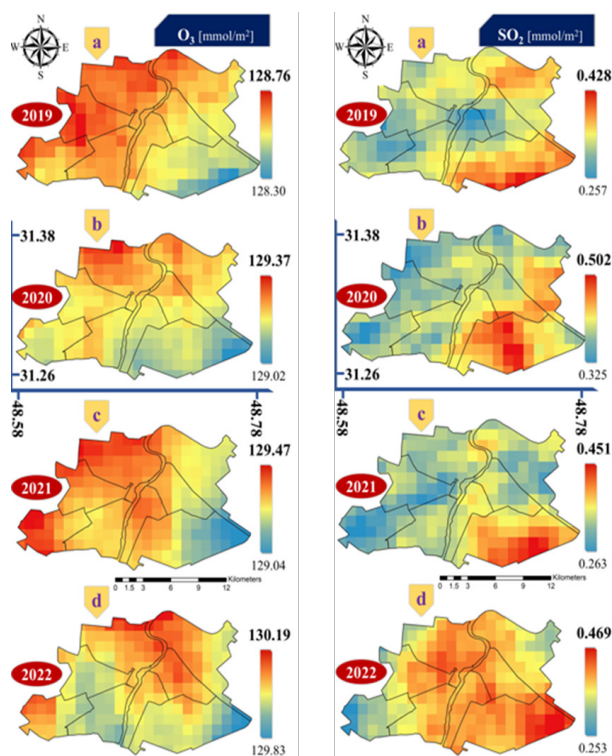 O3 [mmol/m²]
N
W E
S
a
2019
128.76
128.30
b
31.38
2020
31.26
129.37
129.02
48.58
48.78
c
2021
129.47
129.04
Kilometers
0 1.5 3 6 9 12
d
2022
130.19
129.83
SO2 [mmol/m²]
N
W E
S
a
2019
0.428
0.257
b
31.38
2020
31.26
0.502
0.325
48.58
48.78
c
2021
0.451
0.263
Kilometers
0 1.5 3 6 9 12
d
2022
0.469
0.253